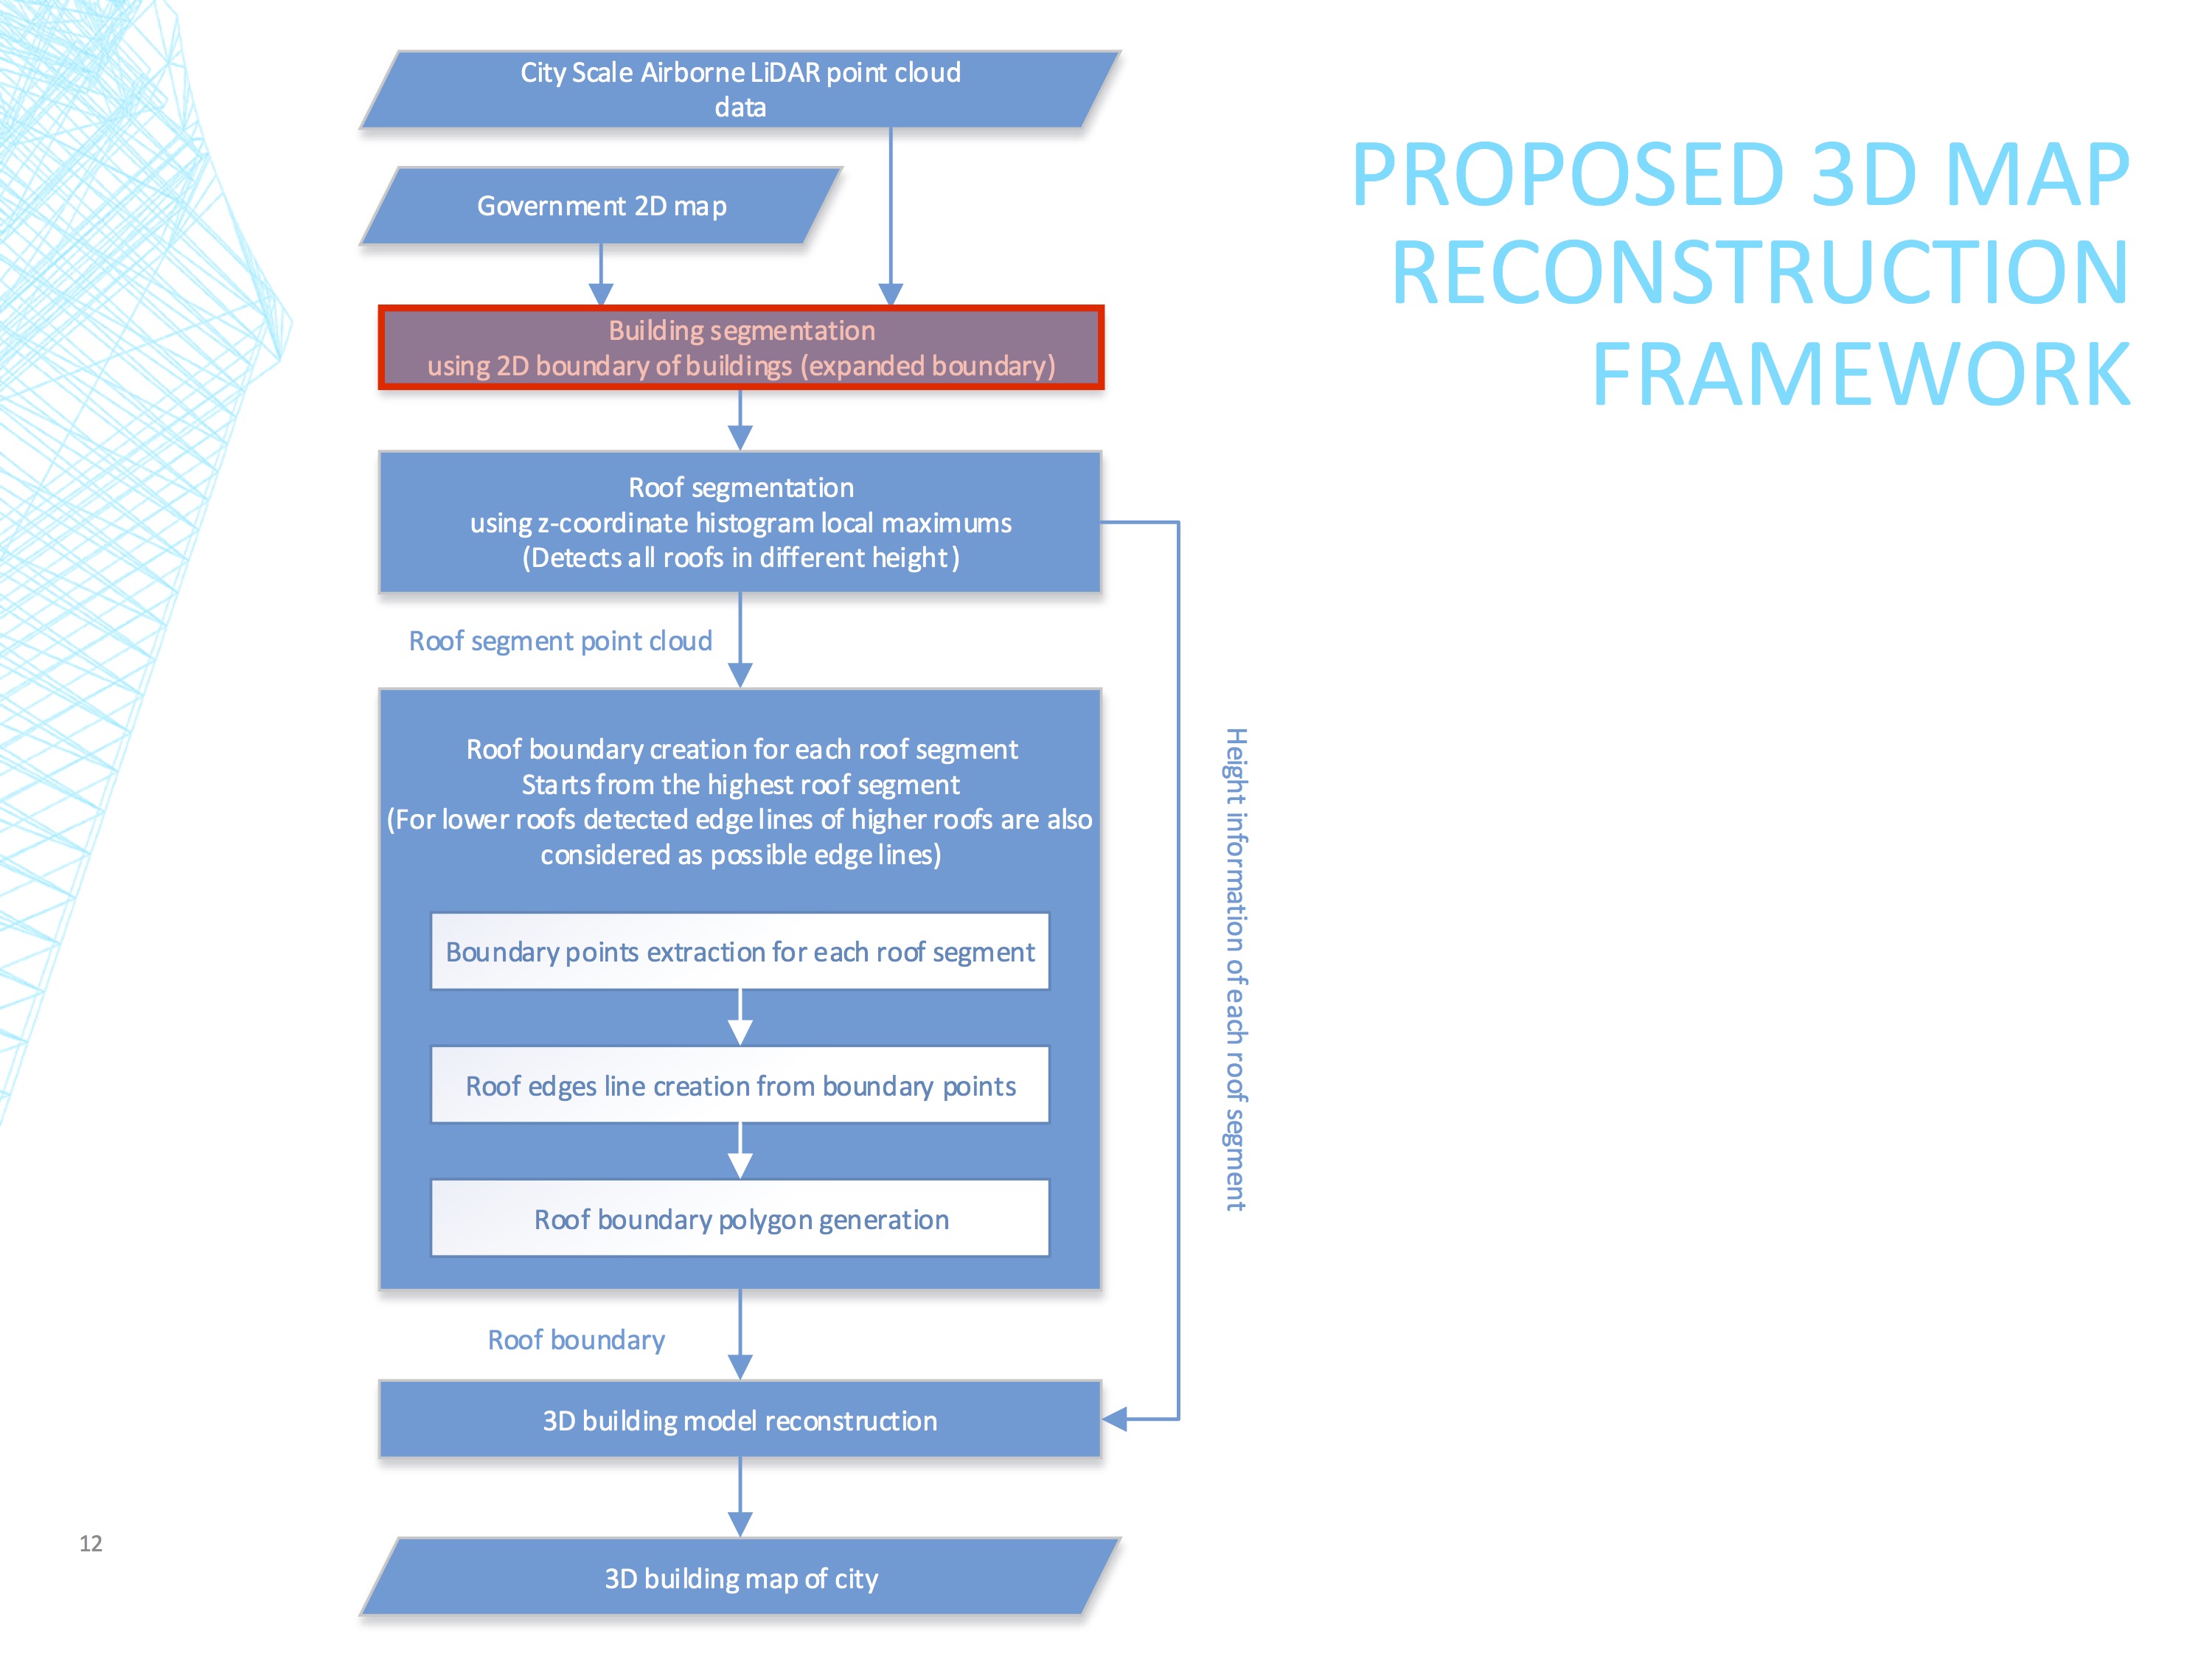 PROPOSED 3D MAP
RECONSTRUCTION
FRAMEWORK
City Scale Airborne LiDAR point cloud
data
Government 2D map
Building segmentation
using 2D boundary of buildings (expanded boundary)
Roof segmentation
using z-coordinate histogram local maximums
(Detects all roofs in different height)
Roof segment point cloud
Roof boundary creation for each roof segment
Starts from the highest roof segment
(For lower roofs detected edge lines of higher roofs are also
considered as possible edge lines)
Boundary points extraction for each roof segment
Roof edges line creation from boundary points
Roof boundary polygon generation
Height information of each roof segment
Roof boundary
3D building model reconstruction
3D building map of city
12